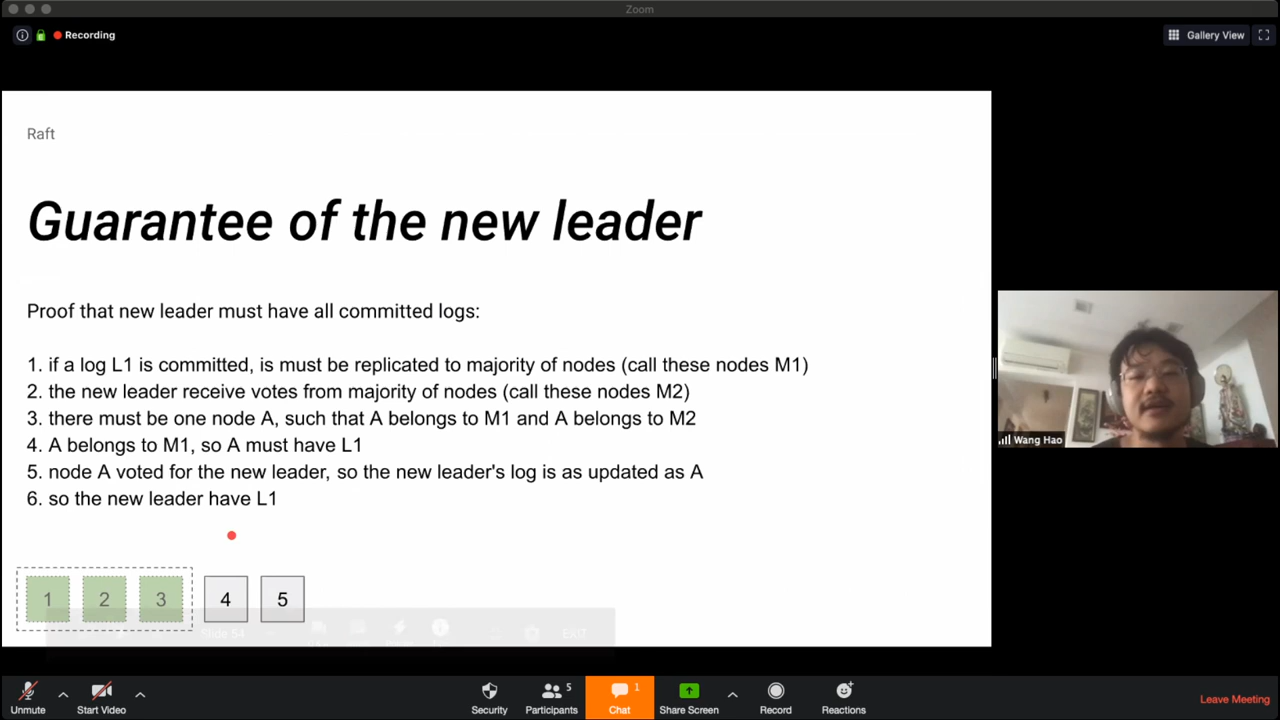 Zoom
Recording
Gallery View
Raft
Guarantee of the new leader
Proof that new leader must have all committed logs:
1. if a log L1 is committed, is must be replicated to majority of nodes (call these nodes M1)
2. the new leader receive votes from majority of nodes (call these nodes M2)
3. there must be one node A, such that A belongs to M1 and A belongs to M2
4. A belongs to M1, so A must have L1
5. node A voted for the new leader, so the new leader's log is as updated as A
6. so the new leader have L1
Wang Hao
1 2 3 4 5
Slide 54 EXIT
Unmute Start Video Security Participants 5 Chat 1 Share Screen Record Reactions Leave Meeting